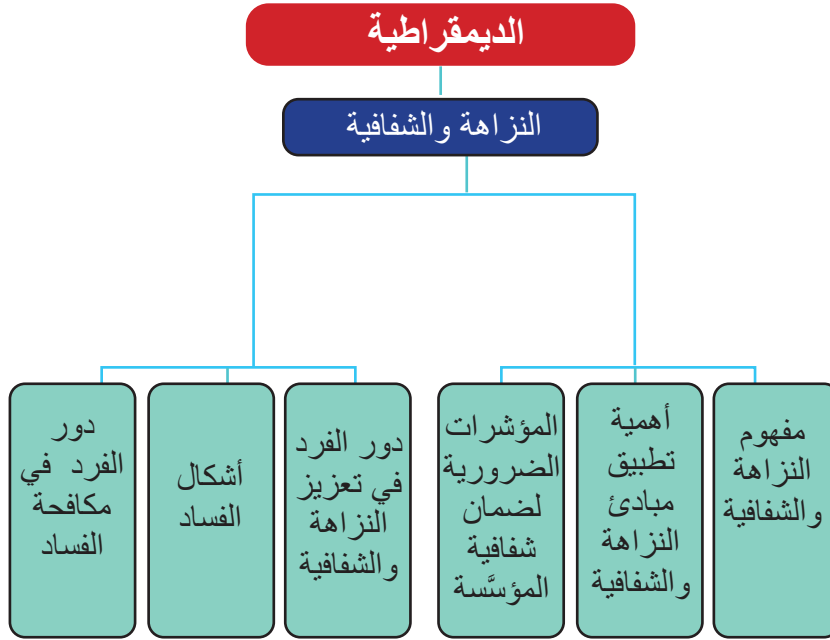 الديمقراطية
النزاهة والشفافية
مفهوم
النزاهة
والشفافية
أهمية
تطبيق
مبادئ
النزاهة
والشفافية
المؤشرات
الضرورية
لضمان
شفافية
المؤسَّسة
دور الفرد
في تعزيز
النزاهة
والشفافية
أشكال
الفساد
دور
الفرد في
مكافحة
الفساد